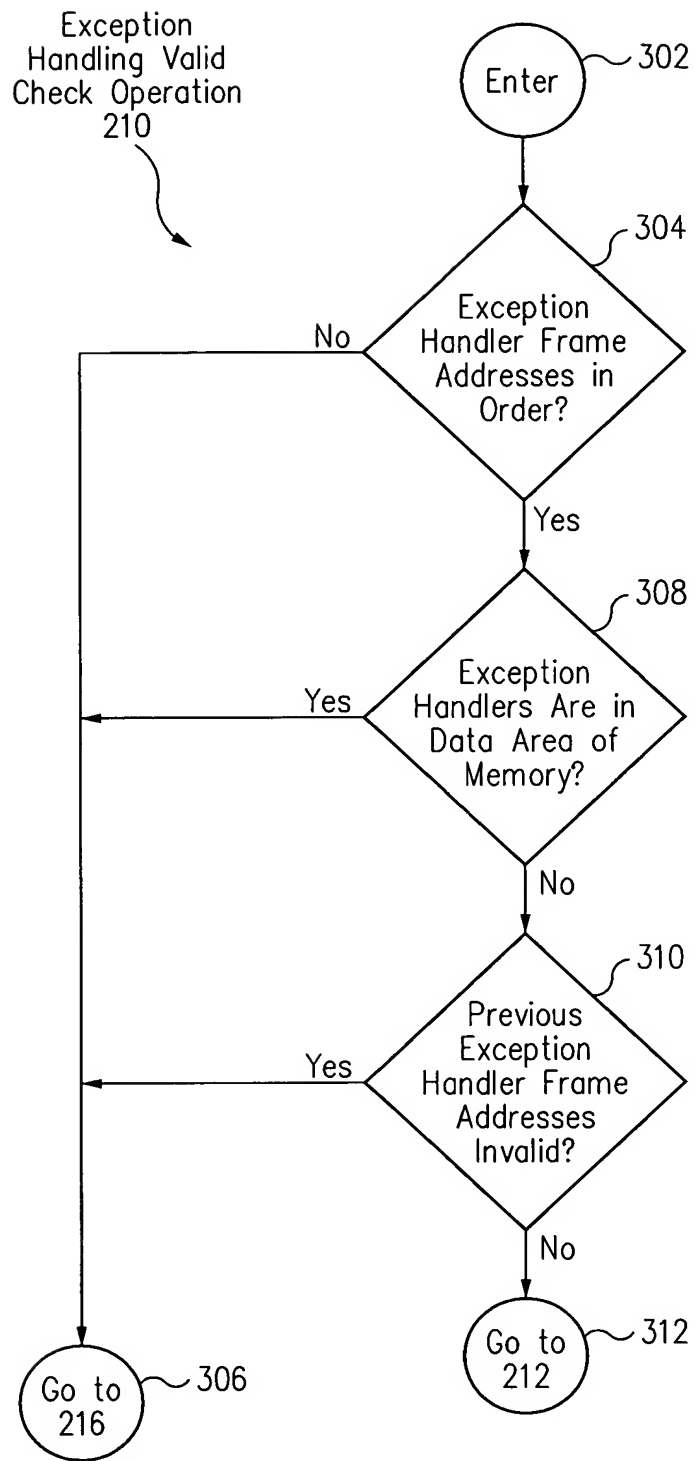 Exception
Handling Valid
Check Operation
210
Enter
302
304
Exception
Handler Frame
Addresses in
Order?
No
Yes
308
Exception
Handlers Are in
Data Area of
Memory?
Yes
No
310
Previous
Exception
Handler Frame
Addresses
Invalid?
Yes
No
Go to
212
312
Go to
216
306